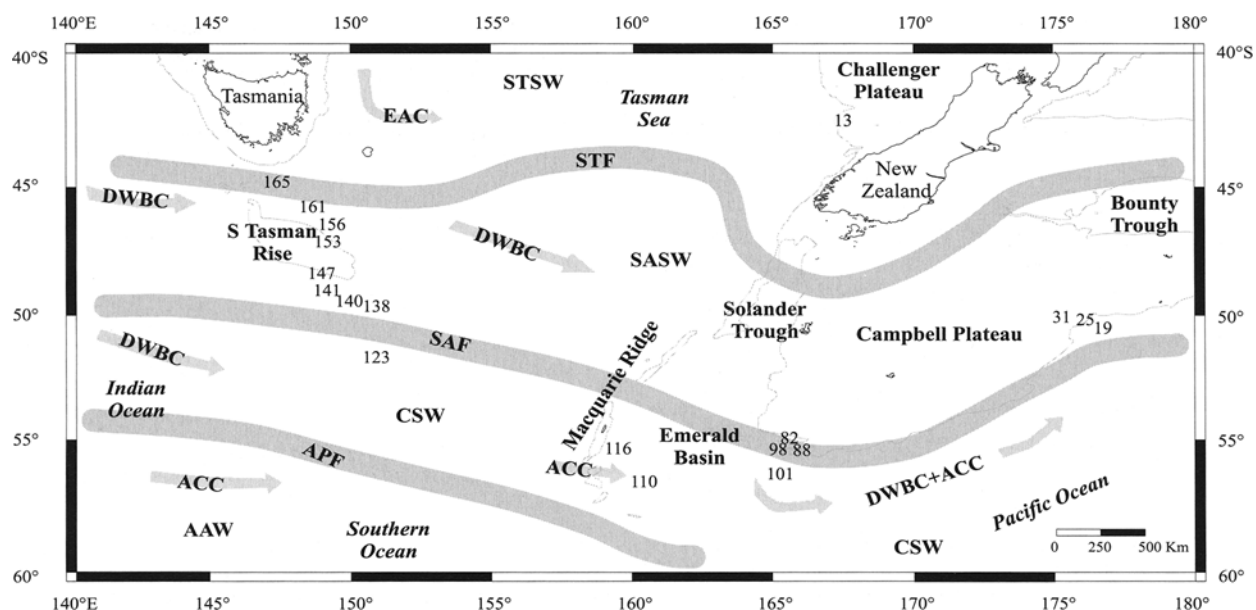 140°E 145° 150° 155° 160° 165° 170° 175° 180°
40°S 40°S
Tasmania
EAC
STSW
Tasman
Sea
Challenger
Plateau
13
New
Zealand
STF
165
45° 45°
DWBC
161
156
153
S Tasman
Rise
147
141
140
138
DWBC
SASW
Bounty
Trough
Solander
Trough
Campbell Plateau
31 25
19
50° 50°
DWBC
SAF
123
Macquarie Ridge
Indian
Ocean
CSW
APF
116
Emerald
Basin
82
98 88
101
55° 55°
ACC
ACC
110
DWBC+ACC
Pacific Ocean
AAW
Southern
Ocean
CSW
0 250 500 Km
60° 60°
140°E 145° 150° 155° 160° 165° 170° 175° 180°